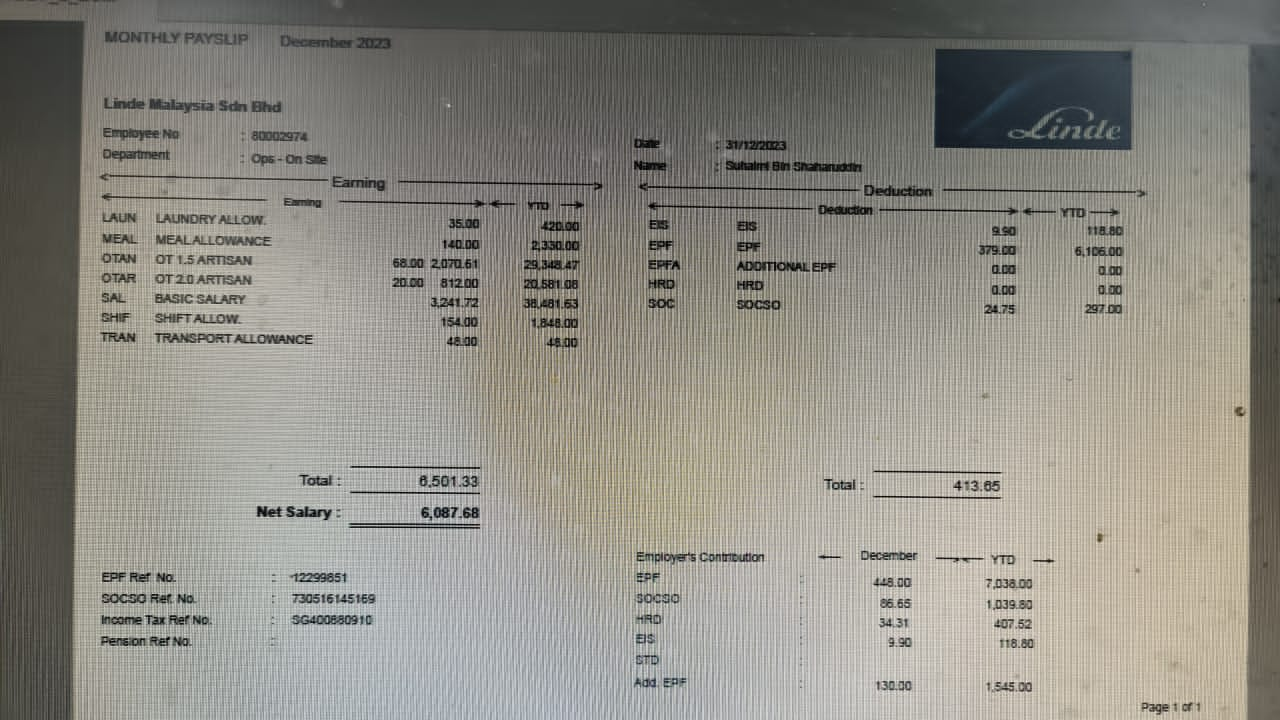 MONTHLY PAYSLIP December 2023
Linde
Linde Malaysia Sdn Bhd
Employee No : 80002974
Department : Ops - On Site
Date : 31/12/2023
Name : Suhaimi Bin Shaharuddin
Earning
Earning YTD
LAUN LAUNDRY ALLOW. 35.00 420.00
MEAL MEAL ALLOWANCE 140.00 2,330.00
OTAN OT 1.5 ARTISAN 68.00 2,070.61 29,348.47
OTAR OT 2.0 ARTISAN 20.00 812.00 20,581.08
SAL BASIC SALARY 3,241.72 38,481.63
SHIF SHIFT ALLOW. 154.00 1,848.00
TRAN TRANSPORT ALLOWANCE 48.00 48.00
Total : 6,501.33
Net Salary : 6,087.68
Deduction
Deduction YTD
EIS EIS 9.90 118.80
EPF EPF 379.00 6,106.00
EPFA ADDITIONAL EPF 0.00 0.00
HRD HRD 0.00 0.00
SOC SOCSO 24.75 297.00
Total : 413.65
EPF Ref No. : 12299851
SOCSO Ref. No. : 730516145169
Income Tax Ref No. : SG400880910
Pension Ref No. :
Employer's Contribution December YTD
EPF : 448.00 7,038.00
SOCSO : 86.65 1,039.80
HRD : 34.31 407.52
EIS : 9.90 118.80
STD :
Add. EPF : 130.00 1,545.00
Page 1 of 1